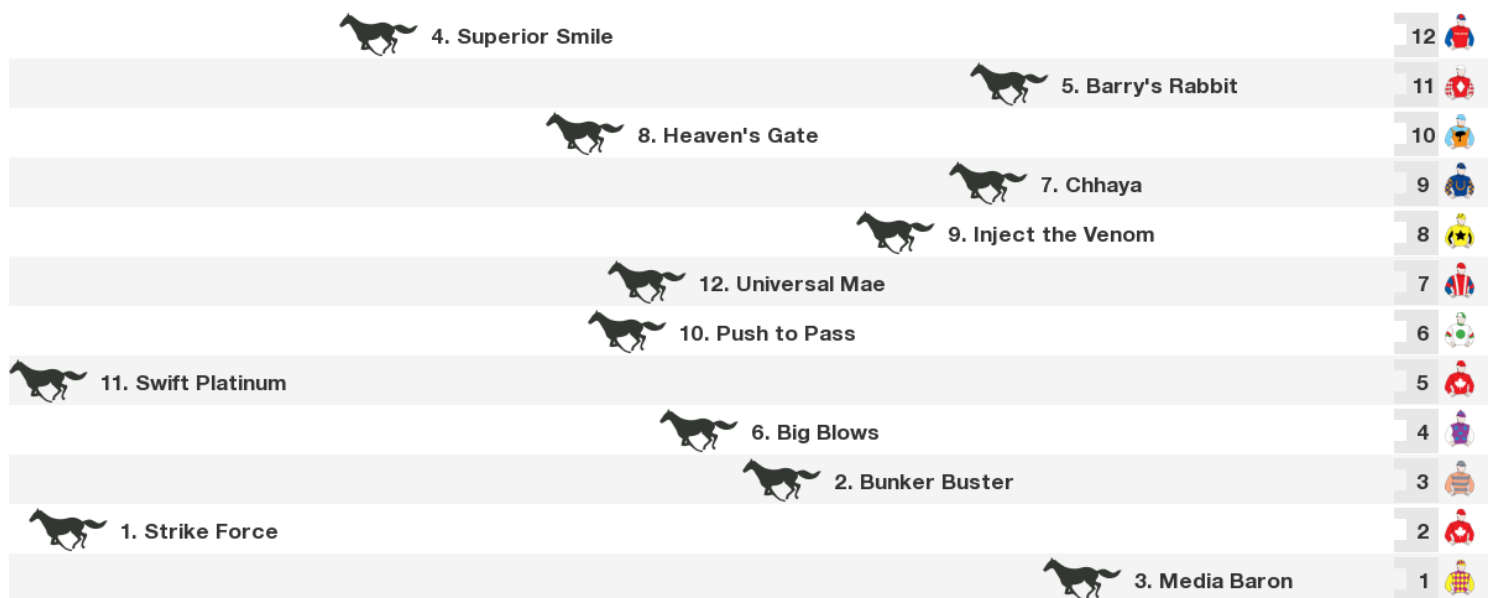 4. Superior Smile 12
5. Barry's Rabbit 11
8. Heaven's Gate 10
7. Chhaya 9
9. Inject the Venom 8
12. Universal Mae 7
10. Push to Pass 6
11. Swift Platinum 5
6. Big Blows 4
2. Bunker Buster 3
1. Strike Force 2
3. Media Baron 1